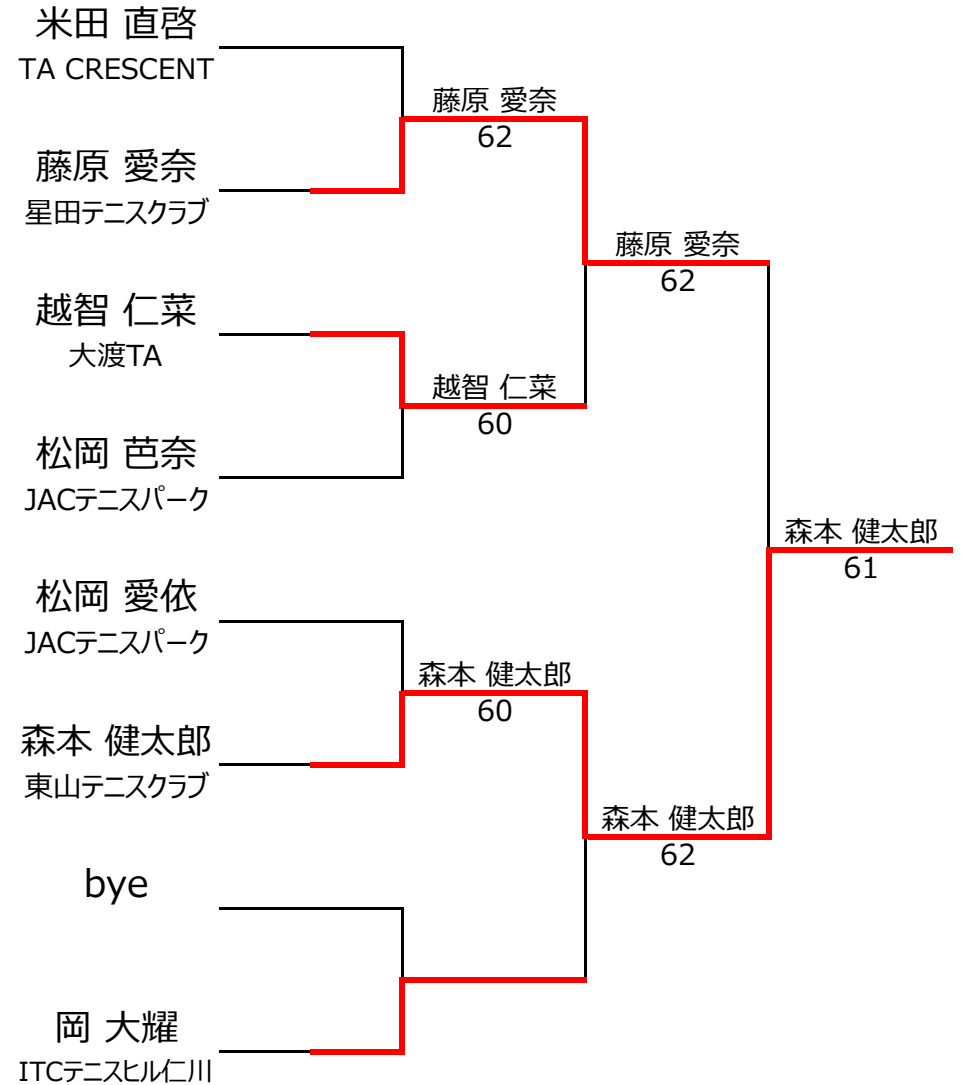 米田 直啓
TA CRESCENT
藤原 愛奈
62
藤原 愛奈
星田テニスクラブ
藤原 愛奈
62
越智 仁菜
大渡TA
越智 仁菜
60
松岡 芭奈
JACテニスパーク
森本 健太郎
61
松岡 愛依
JACテニスパーク
森本 健太郎
60
森本 健太郎
東山テニスクラブ
森本 健太郎
62
bye
岡 大耀
ITCテニスヒル仁川